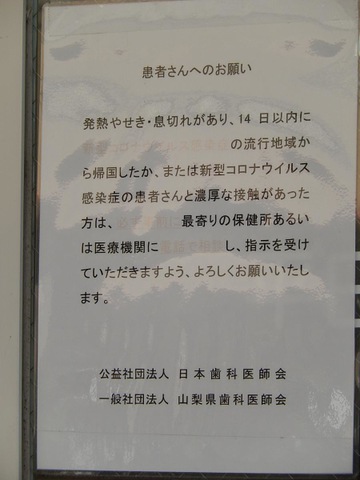 患者さんへのお願い
発熱やせき・息切れがあり、14 日以内に
の流行地域か
ら帰国したか、または新型コロナウイルス
感染症の患者さんと濃厚な接触があった
方は、 最寄りの保健所あるい
は医療機関に し、指示を受け
ていただきますよう、よろしくお願いいたし
ます。
公益社団法人 日本歯科医師会
一般社団法人 山梨県歯科医師会